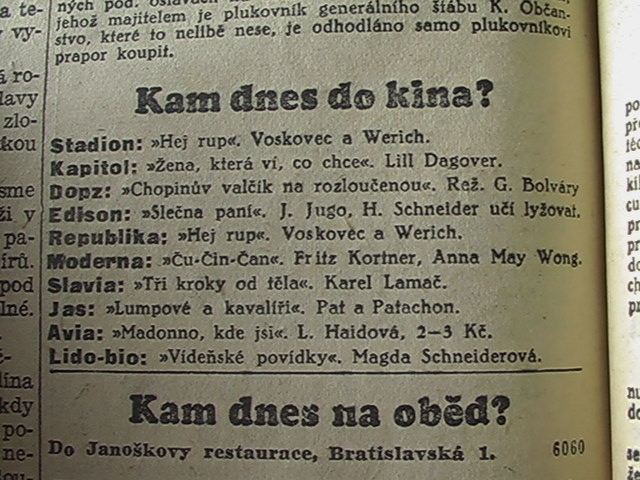 ných pod. oslavách
jehož majitelem je plukovník generálního štábu K. Občan-
stvo, které to nelibě nese, je odhodláno samo plukovníkovi
prapor koupit.
Kam dnes do kina?
Stadion: »Hej rup«. Voskovec a Werich.
Kapitol: »Žena, která ví, co chce«. Lill Dagover.
Dopz: »Chopinův valčík na rozloučenou«. Rež. G. Bolváry
Edison: »Slečna paní«. J. Jugo, H. Schneider učí lyžovat.
Republika: »Hej rup«. Voskovec a Werich.
Moderna: »Ču-Čin-Čan«. Fritz Kortner, Anna May Wong.
Slavia: »Tři kroky od těla«. Karel Lamač.
Jas: »Lumpové a kavalíři«. Pat a Patachon.
Avia: »Madonno, kde jsi«. L. Haidová, 2–3 Kč.
Lido-bio: »Vídeňské povídky«. Magda Schneiderová.
Kam dnes na oběd?
Do Janoškovy restaurace, Bratislavská 1. 6060